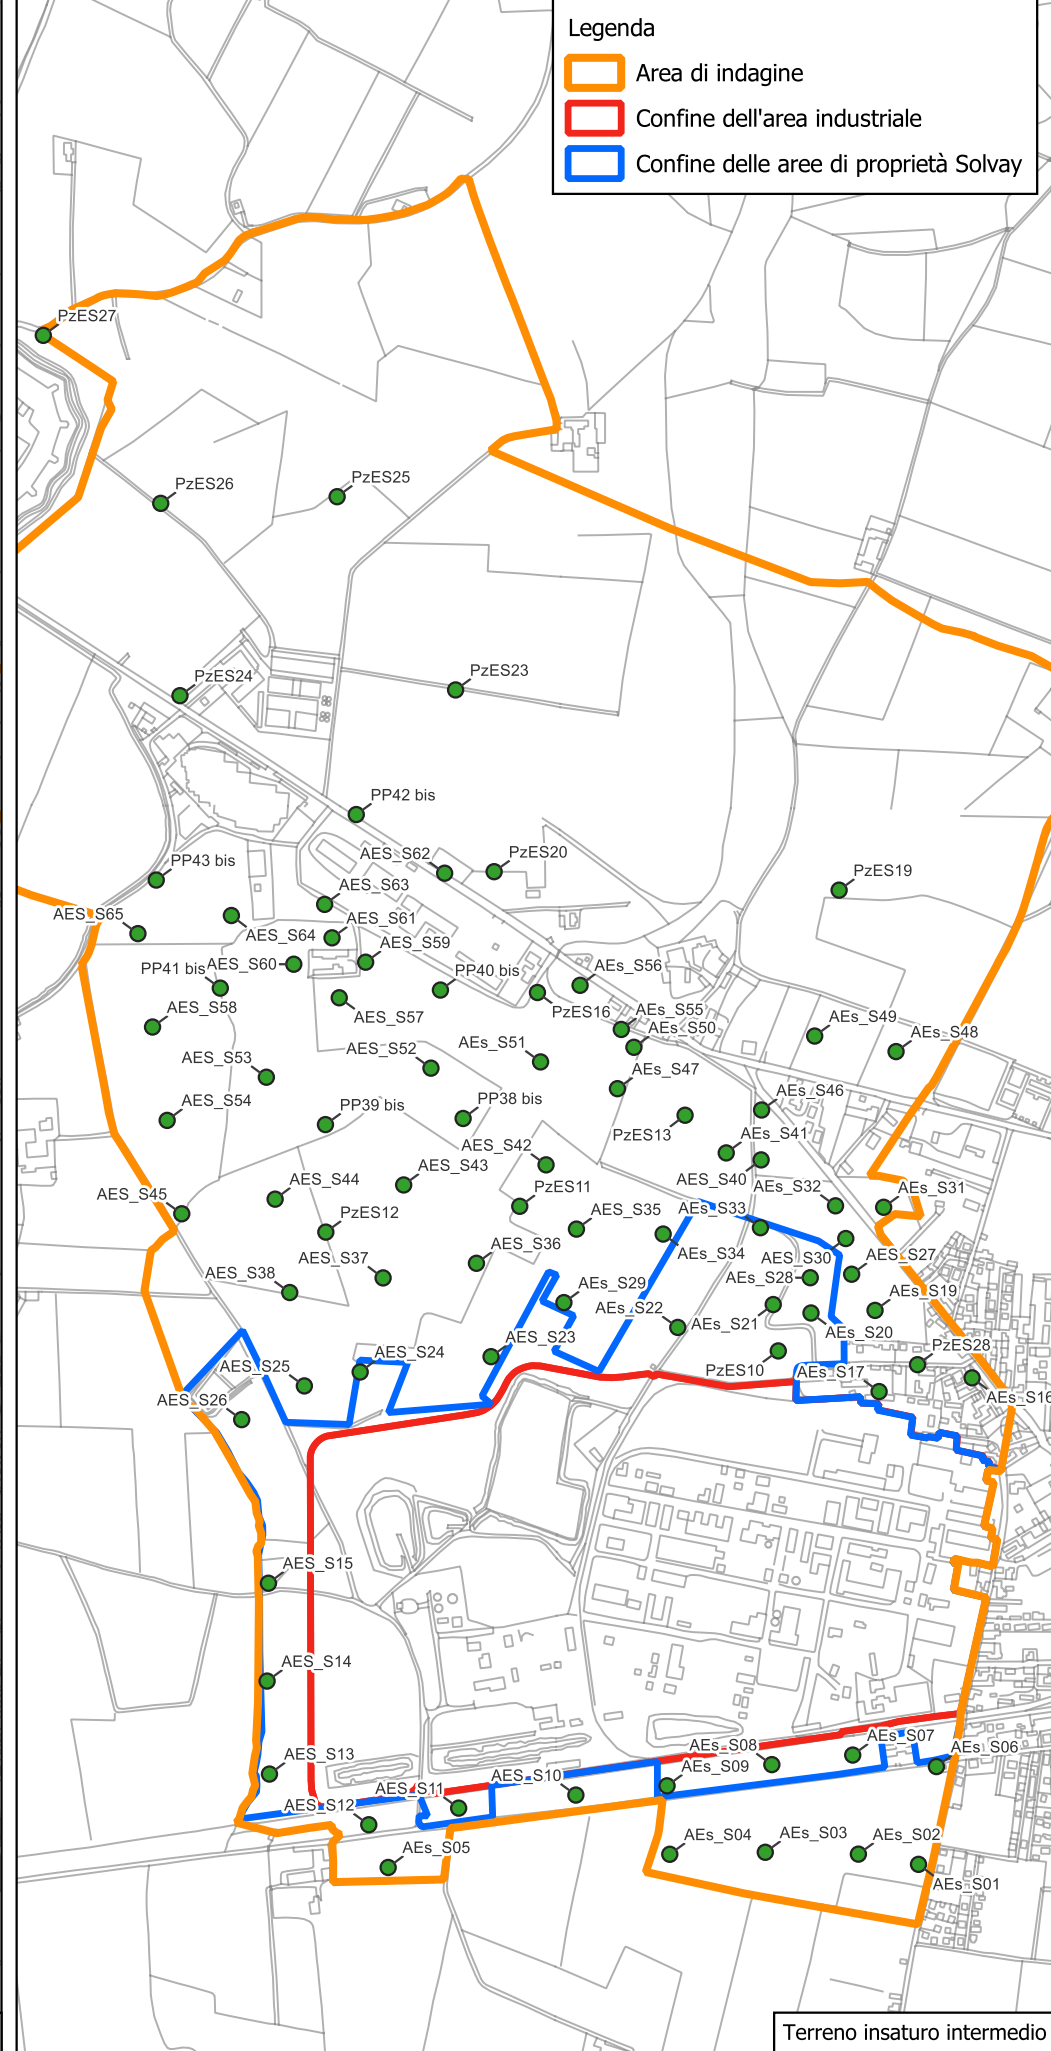 Legenda
Area di indagine
Confine dell'area industriale
Confine delle aree di proprietà Solvay
PzES27
PzES26
PzES25
PzES24
PzES23
PP42 bis
AES_S62
PzES20
PP43 bis
AES_S63
PzES19
AES_S65
AES_S64
AES_S61
AES_S59
AES_S60
PP41 bis
PP40 bis
AEs_S56
AES_S58
AES_S57
PzES16
AEs_S55
AEs_S50
AEs_S49
AEs_S48
AES_S53
AES_S52
AEs_S51
AEs_S47
AES_S54
PP39 bis
PP38 bis
PzES13
AEs_S46
AEs_S41
AES_S42
AES_S40
AES_S45
AES_S44
AES_S43
PzES11
AEs_S32
AEs_S31
PzES12
AES_S35
AEs_S33
AEs_S34
AES_S30
AEs_S27
AES_S37
AES_S36
AES_S38
AEs_S28
AEs_S29
AEs_S22
AEs_S21
AEs_S19
AEs_S20
AES_S23
AES_S24
AES_S25
AES_S26
PzES10
AEs_S17
PzES28
AEs_S16
AES_S15
AES_S14
AES_S13
AEs_S08
AEs_S07
AEs_S06
AES_S12
AES_S11
AES_S10
AEs_S09
AEs_S05
AEs_S04
AEs_S03
AEs_S02
AEs_S01
Terreno insaturo intermedio